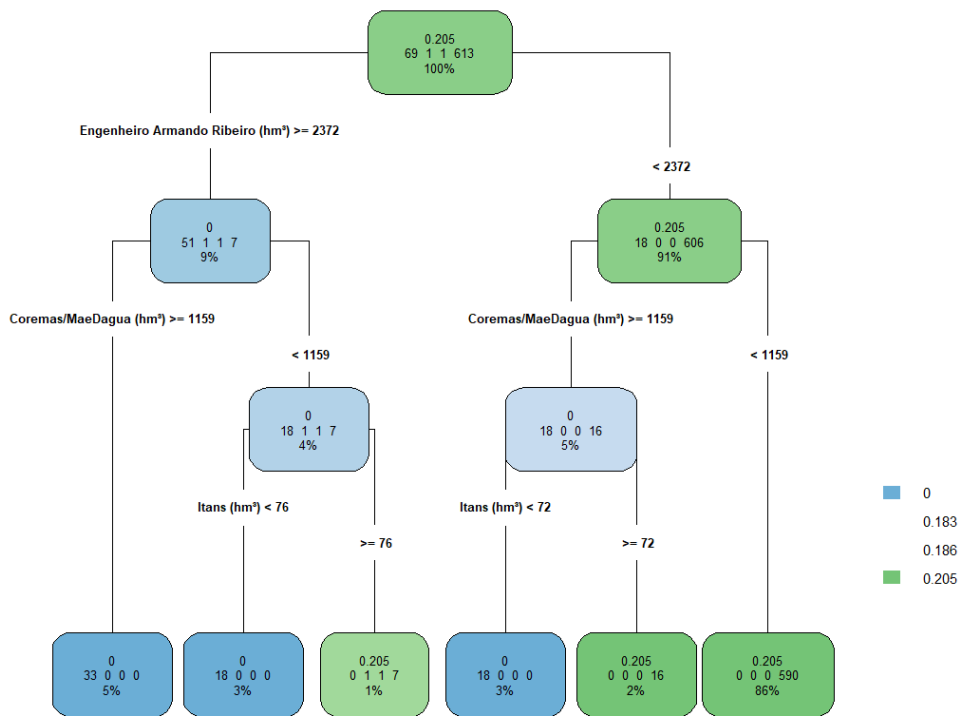 0.205
69 1 1 613
100%
Engenheiro Armando Ribeiro (hm³) >= 2372
< 2372
0
51 1 1 7
9%
0.205
18 0 0 606
91%
Coremas/MaeDagua (hm³) >= 1159
< 1159
Coremas/MaeDagua (hm³) >= 1159
< 1159
0
18 1 1 7
4%
0
18 0 0 16
5%
Itans (hm³) < 76
>= 76
Itans (hm³) < 72
>= 72
0
33 0 0 0
5%
0
18 0 0 0
3%
0.205
0 1 1 7
1%
0
18 0 0 0
3%
0.205
0 0 0 16
2%
0.205
0 0 0 590
86%
0
0.183
0.186
0.205